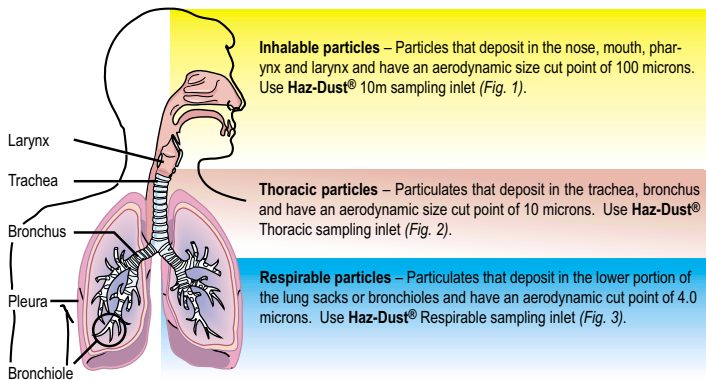 Inhalable particles – Particles that deposit in the nose, mouth, phar-
ynx and larynx and have an aerodynamic size cut point of 100 microns.
Use Haz-Dust® 10m sampling inlet (Fig. 1).
Larynx
Trachea
Thoracic particles – Particulates that deposit in the trachea, bronchus
and have an aerodynamic size cut point of 10 microns.  Use Haz-Dust®
Thoracic sampling inlet (Fig. 2).
Bronchus
Respirable particles – Particulates that deposit in the lower portion of
the lung sacks or bronchioles and have an aerodynamic cut point of 4.0
microns.  Use Haz-Dust® Respirable sampling inlet (Fig. 3).
Pleura
Bronchiole